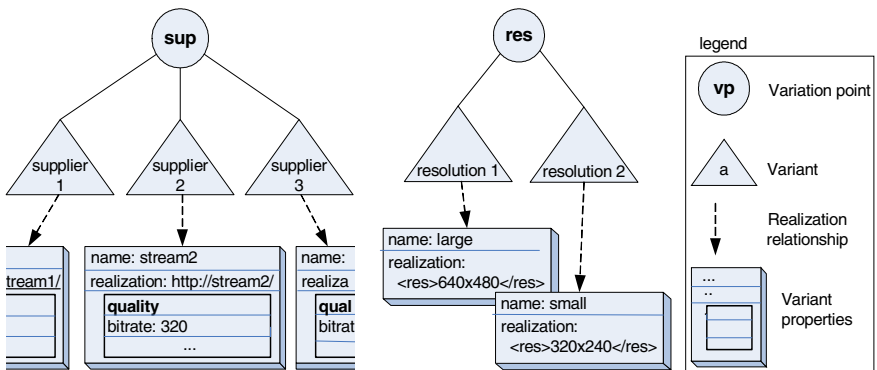 sup
supplier
1
supplier
2
supplier
3
tream1/
name: stream2
realization: http://stream2/
quality
bitrate: 320
...
name:
realiza
qual
bitrat
res
resolution 1
resolution 2
name: large
realization:
<res>640x480</res>
name: small
realization:
<res>320x240</res>
legend
vp
Variation point
a
Variant
Realization
relationship
...
..
Variant
properties